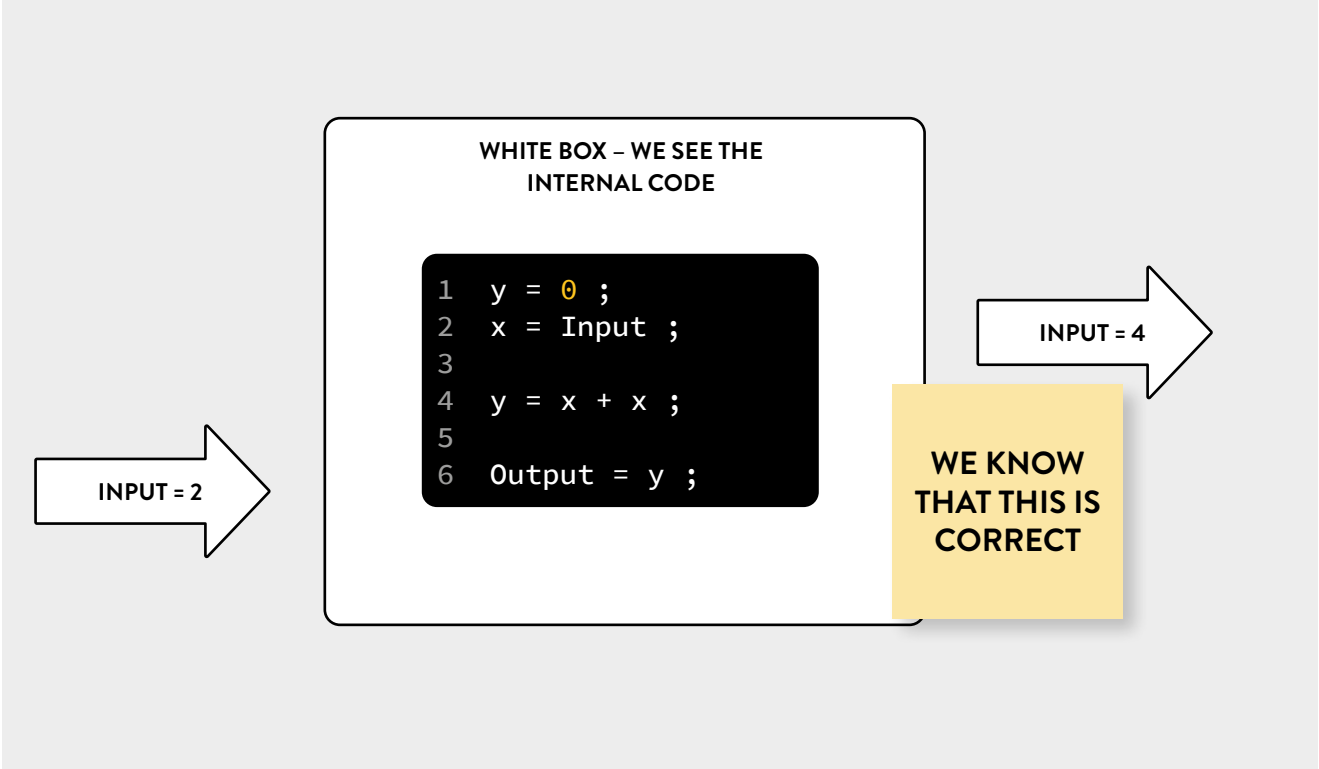 WHITE BOX – WE SEE THE
INTERNAL CODE
1 y = 0 ;
2 x = Input ;
3
4 y = x + x ;
5
6 Output = y ;
INPUT = 2
INPUT = 4
WE KNOW
THAT THIS IS
CORRECT